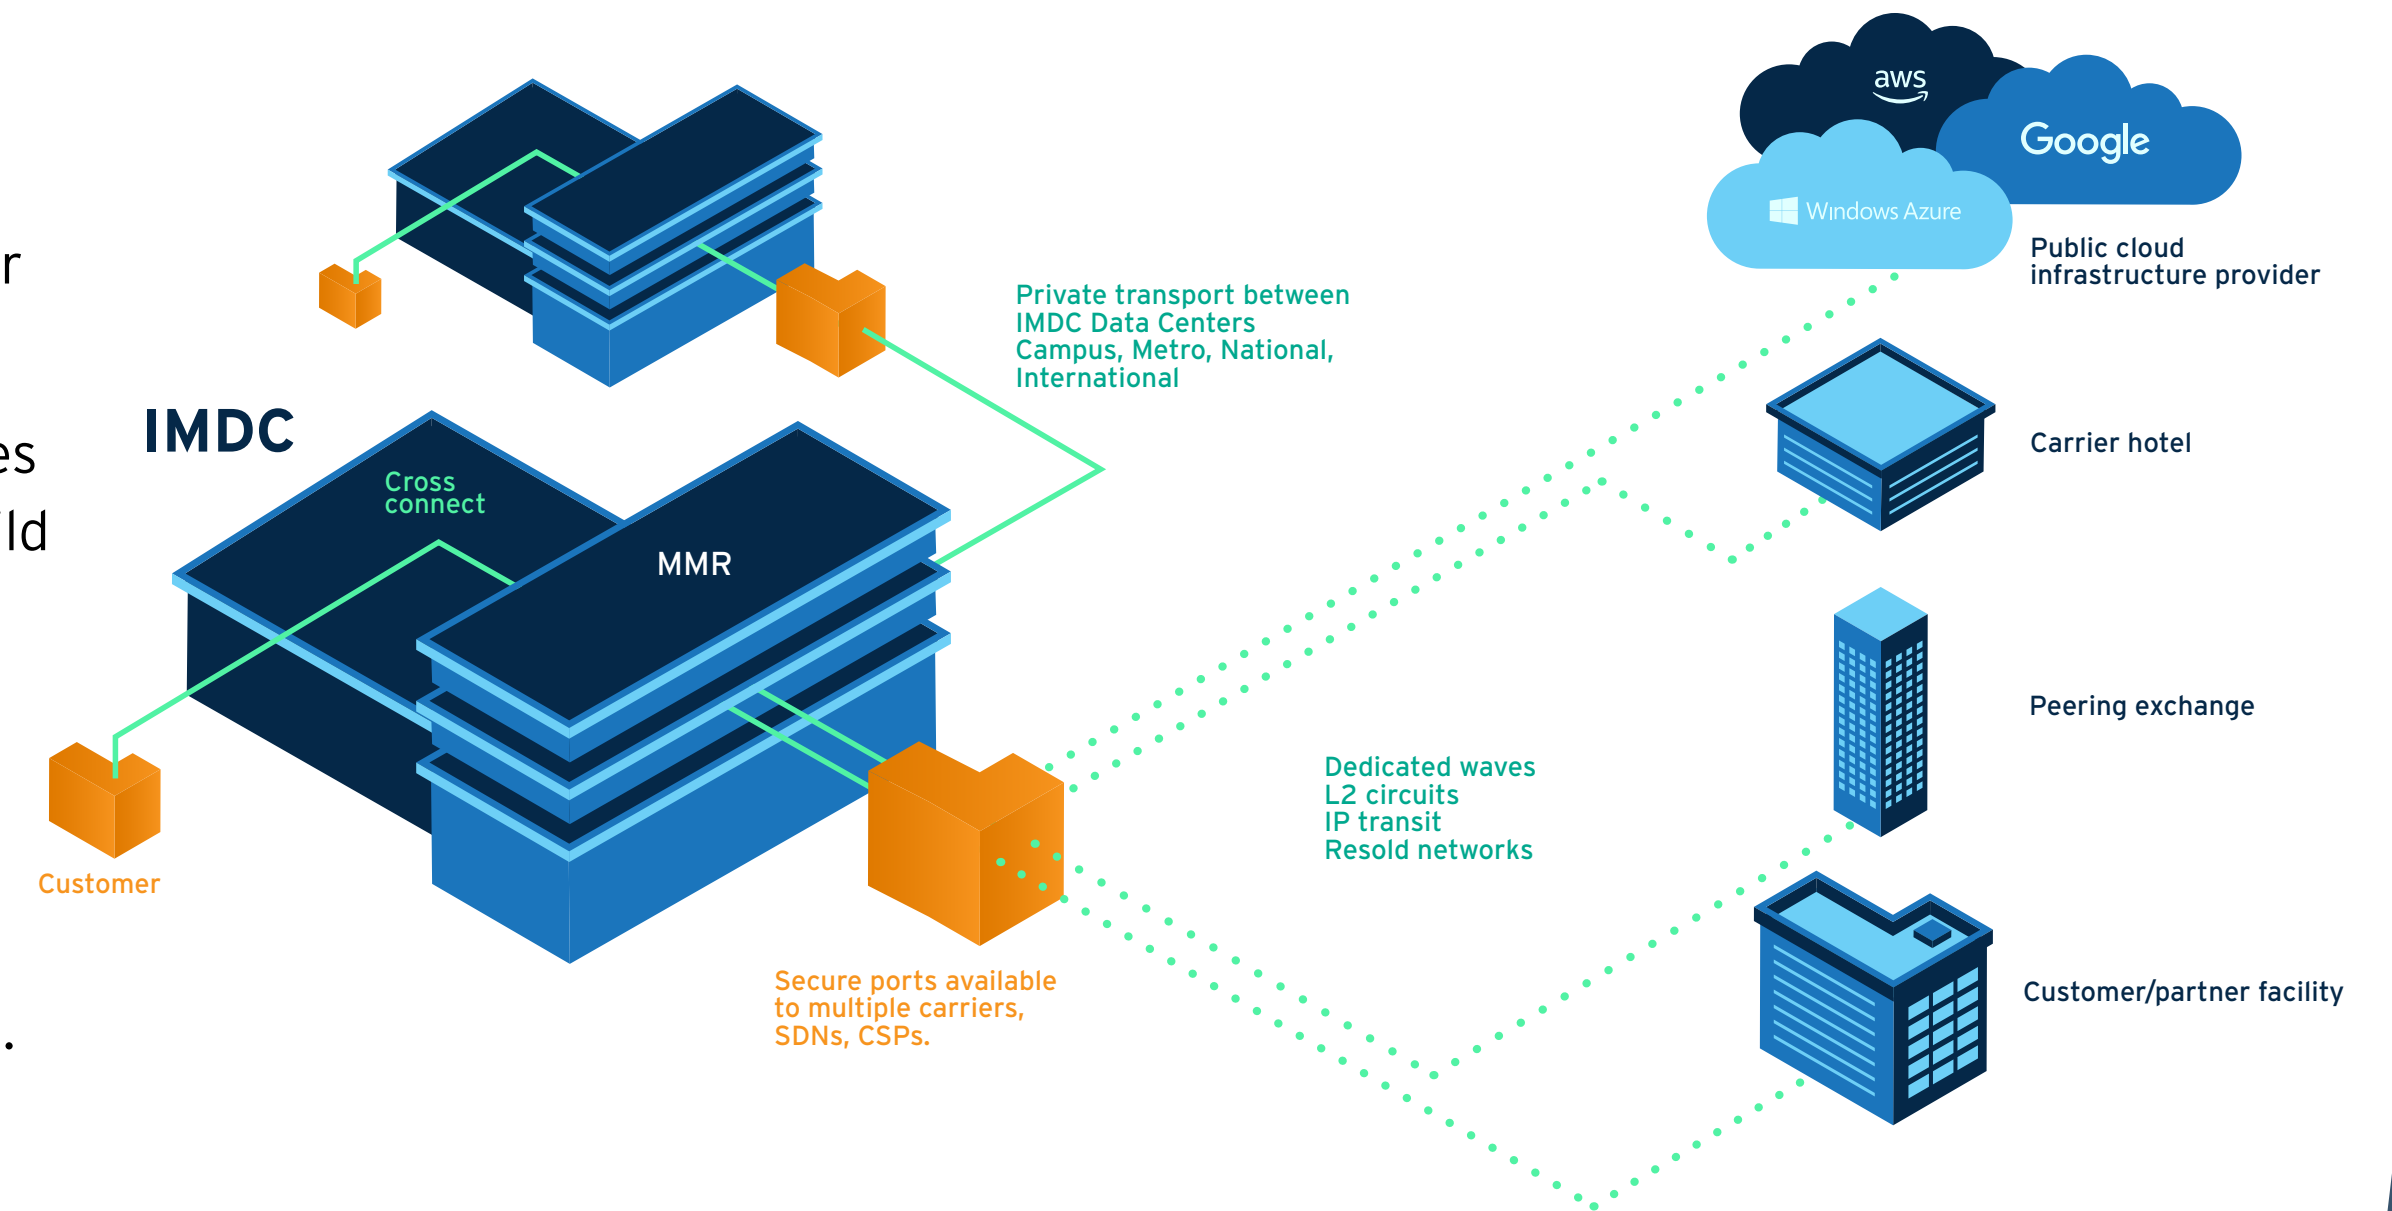 r
es
ild
.
IMDC
Cross
connect
MMR
Customer
Private transport between
IMDC Data Centers
Campus, Metro, National,
International
Secure ports available
to multiple carriers,
SDNs, CSPs.
Dedicated waves
L2 circuits
IP transit
Resold networks
aws
Google
Windows Azure
Public cloud
infrastructure provider
Carrier hotel
Peering exchange
Customer/partner facility